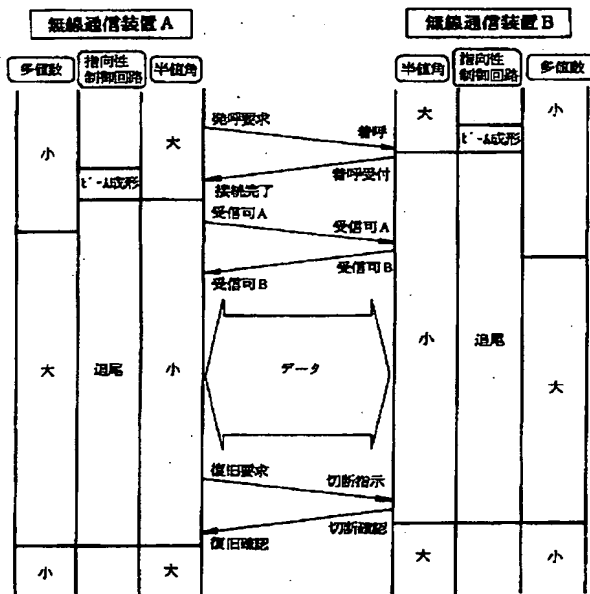 無線通信装置A
無線通信装置B
多値数
指向性
制御回路
半値角
半値角
指向性
制御回路
多値数
小
大
大
小
発呼要求
着呼
ビーム成形
ビーム成形
着呼受付
接続完了
受信可A
受信可A
受信可B
受信可B
大
追尾
小
データ
小
追尾
大
復旧要求
切断指示
切断確認
復旧確認
大
小
小
大